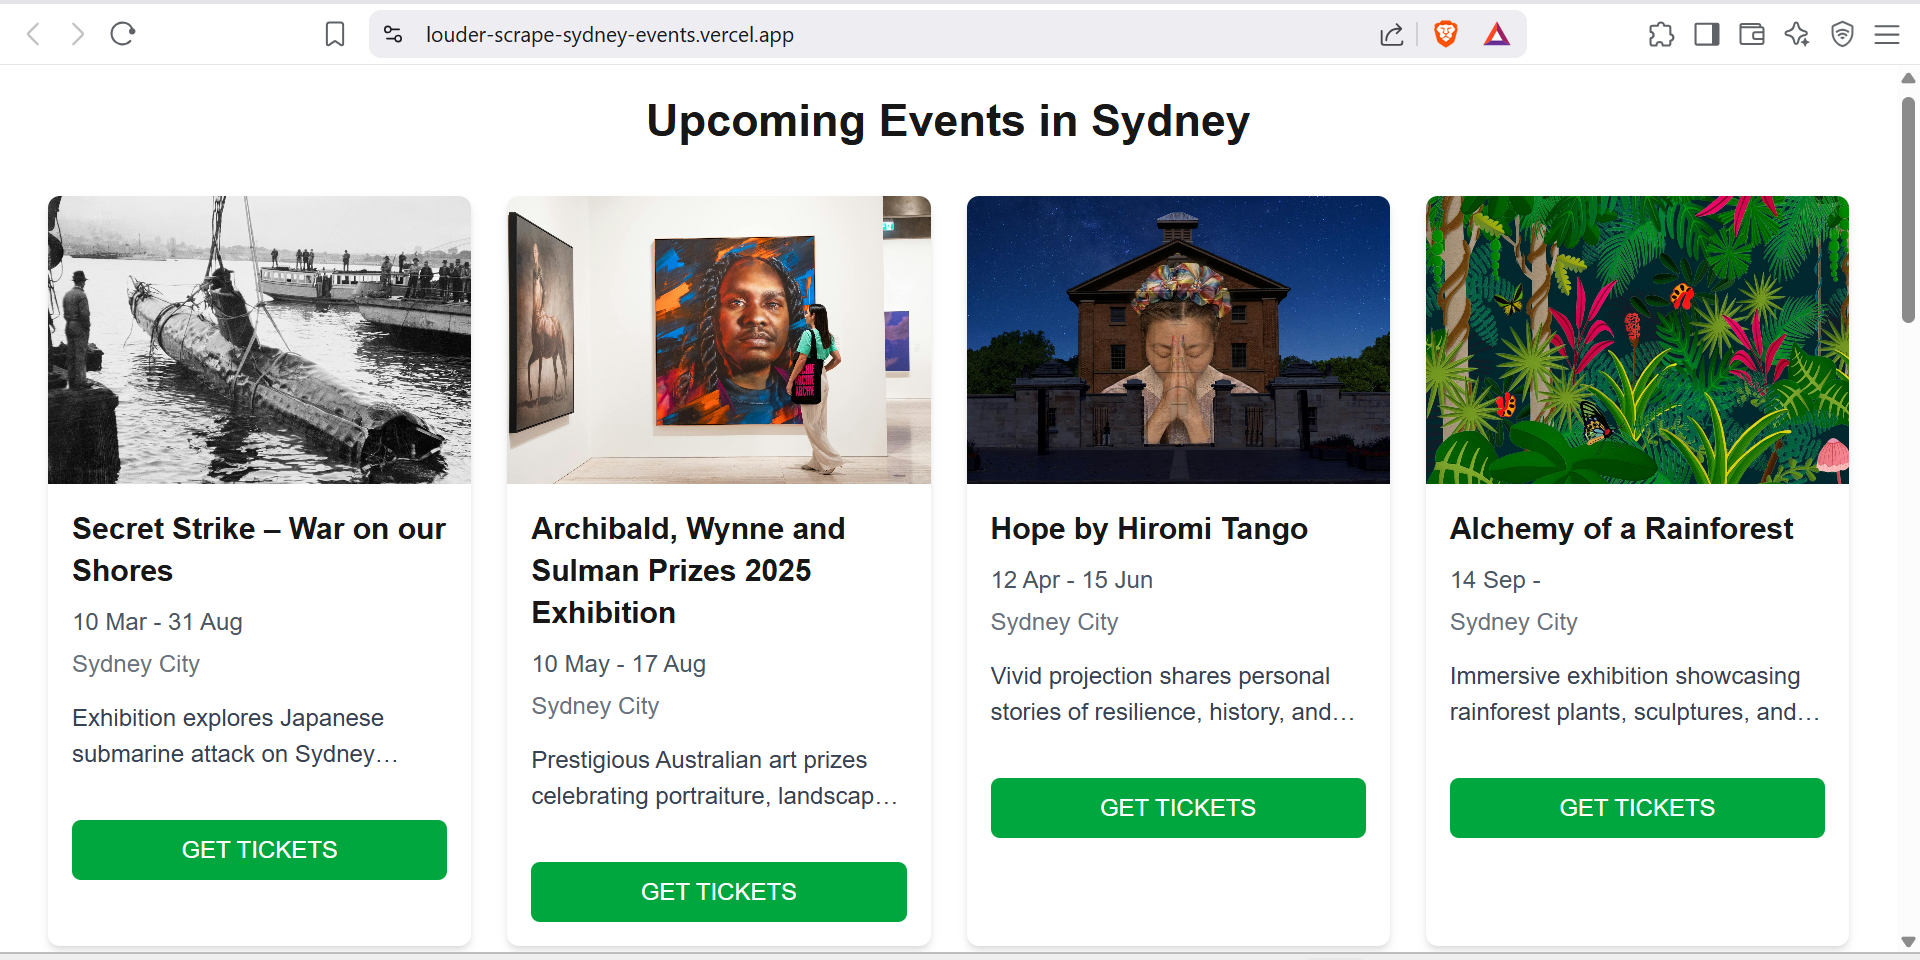 louder-scrape-sydney-events.vercel.app
Upcoming Events in Sydney
Secret Strike – War on our
Shores
10 Mar - 31 Aug
Sydney City
Exhibition explores Japanese
submarine attack on Sydney…
GET TICKETS
Archibald, Wynne and
Sulman Prizes 2025
Exhibition
10 May - 17 Aug
Sydney City
Prestigious Australian art prizes
celebrating portraiture, landscap…
GET TICKETS
Hope by Hiromi Tango
12 Apr - 15 Jun
Sydney City
Vivid projection shares personal
stories of resilience, history, and…
GET TICKETS
Alchemy of a Rainforest
14 Sep -
Sydney City
Immersive exhibition showcasing
rainforest plants, sculptures, and…
GET TICKETS